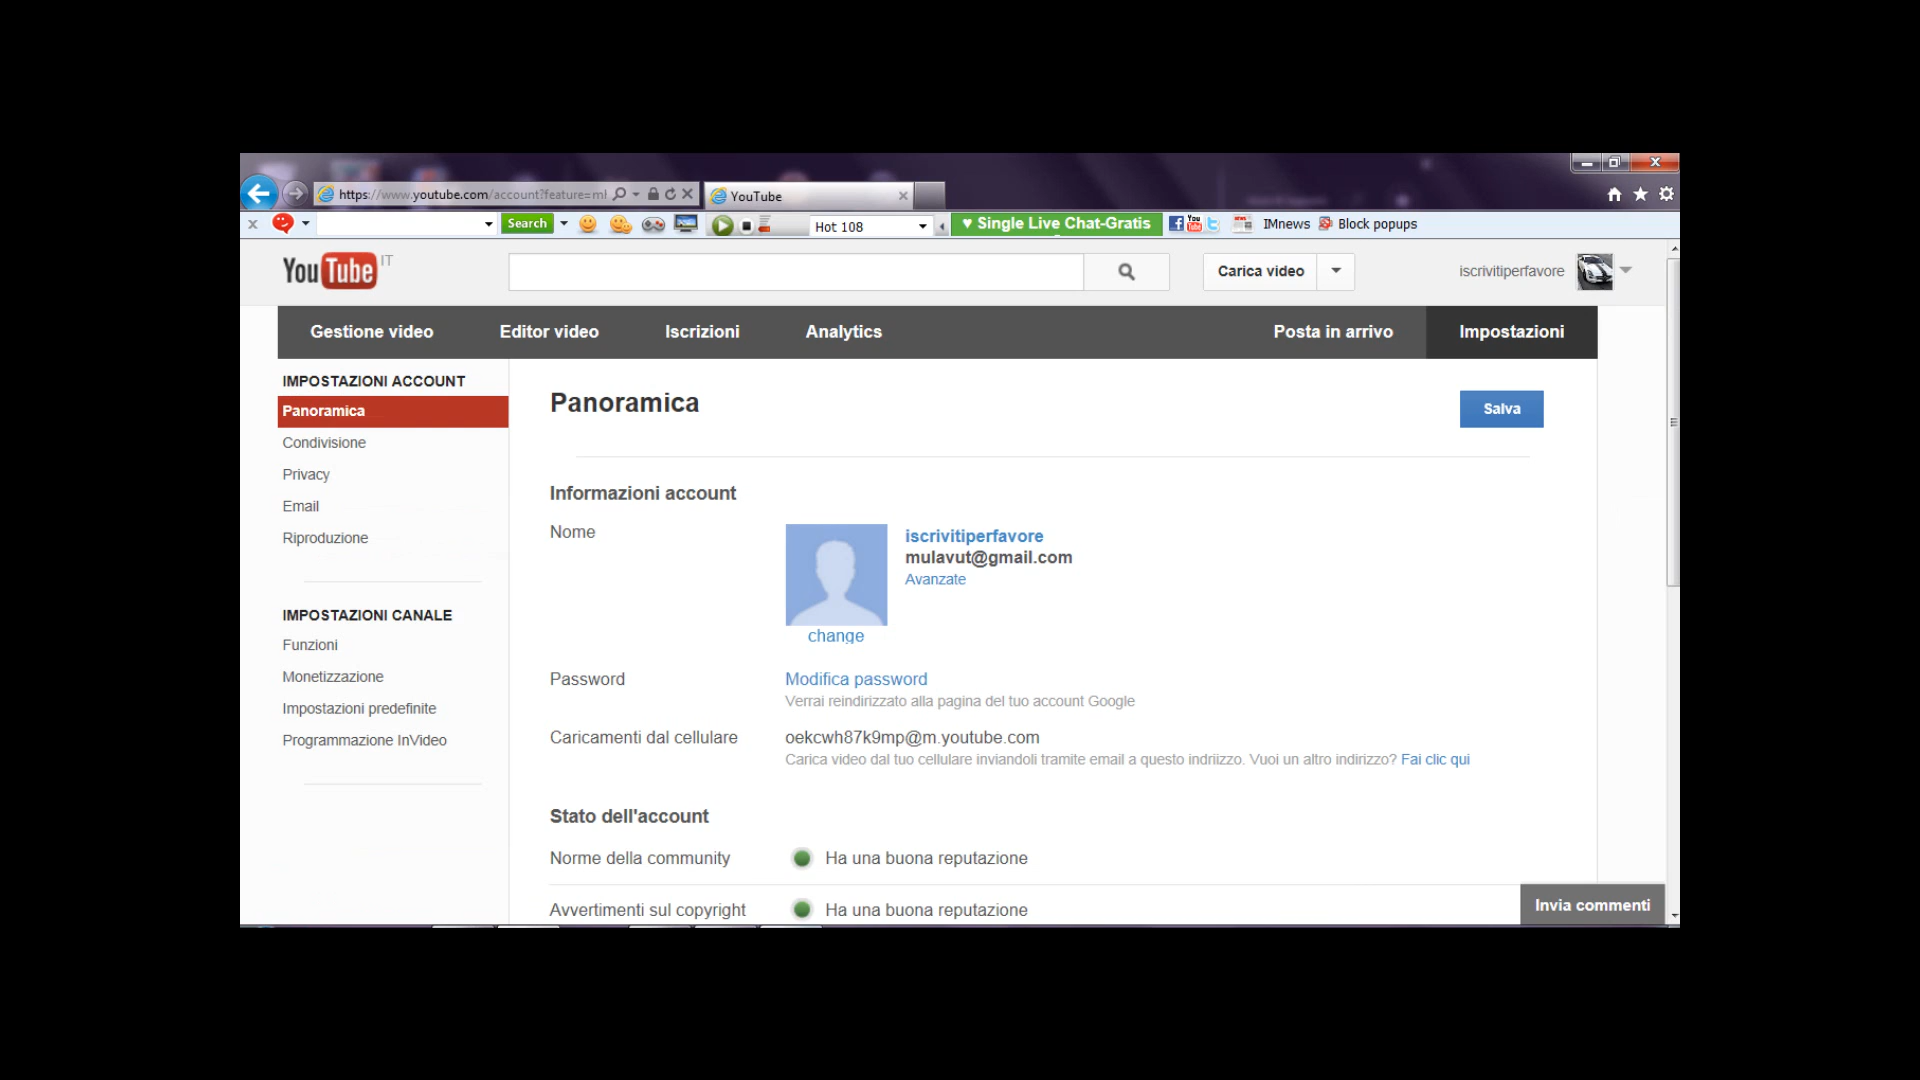 https://www.youtube.com/account?feature=ml
YouTube
Search
Hot 108
♥ Single Live Chat-Gratis
IMnews
Block popups
YouTube IT
Carica video
iscrivitiperfavore
Gestione video
Editor video
Iscrizioni
Analytics
Posta in arrivo
Impostazioni
IMPOSTAZIONI ACCOUNT
Panoramica
Condivisione
Privacy
Email
Riproduzione
IMPOSTAZIONI CANALE
Funzioni
Monetizzazione
Impostazioni predefinite
Programmazione InVideo
Panoramica
Salva
Informazioni account
Nome
iscrivitiperfavore
mulavut@gmail.com
Avanzate
change
Password
Modifica password
Verrai reindirizzato alla pagina del tuo account Google
Caricamenti dal cellulare
oekcwh87k9mp@m.youtube.com
Carica video dal tuo cellulare inviandoli tramite email a questo indriizzo. Vuoi un altro indirizzo? Fai clic qui
Stato dell'account
Norme della community
Ha una buona reputazione
Avvertimenti sul copyright
Ha una buona reputazione
Invia commenti